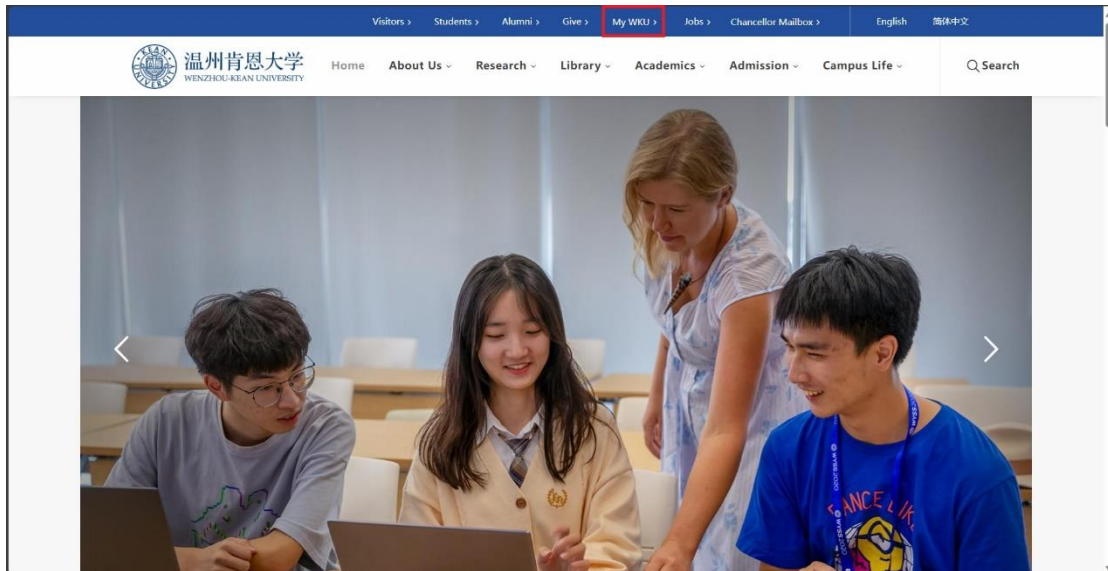 Visitors > Students > Alumni > Give > My WKU > Jobs > Chancellor Mailbox > English 简体中文
温州肯恩大学
WENZHOU-KEAN UNIVERSITY
Home About Us Research Library Academics Admission Campus Life Search